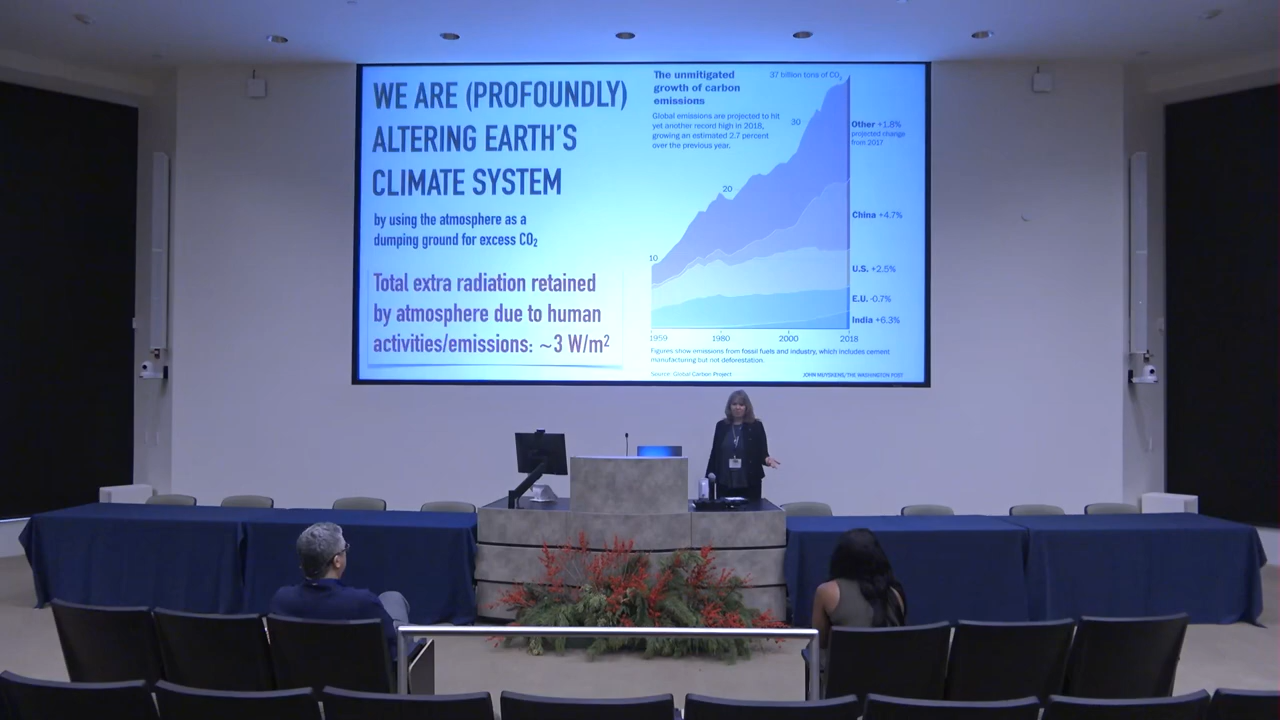 WE ARE (PROFOUNDLY)
ALTERING EARTH'S
CLIMATE SYSTEM
by using the atmosphere as a
dumping ground for excess CO2
Total extra radiation retained
by atmosphere due to human
activities/emissions: ~3 W/m2
The unmitigated
growth of carbon
emissions
Global emissions are projected to hit
yet another record high in 2018,
growing an estimated 2.7 percent
over the previous year.
37 billion tons of CO2
30
20
10
Other +1.8%
projected change
from 2017
China +4.7%
U.S. +2.5%
E.U. -0.7%
India +6.3%
1959
1980
2000
2018
Figures show emissions from fossil fuels and industry, which includes cement
manufacturing but not deforestation.
Source: Global Carbon Project
JOHN MUYSKENS/THE WASHINGTON POST